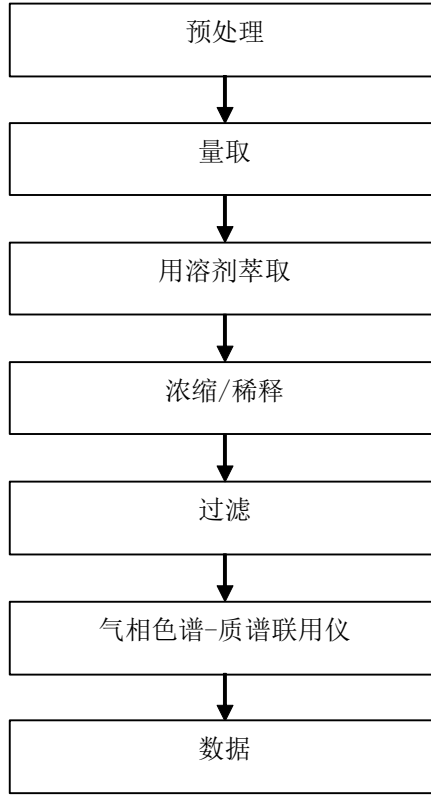 预处理
量取
用溶剂萃取
浓缩/稀释
过滤
气相色谱-质谱联用仪
数据